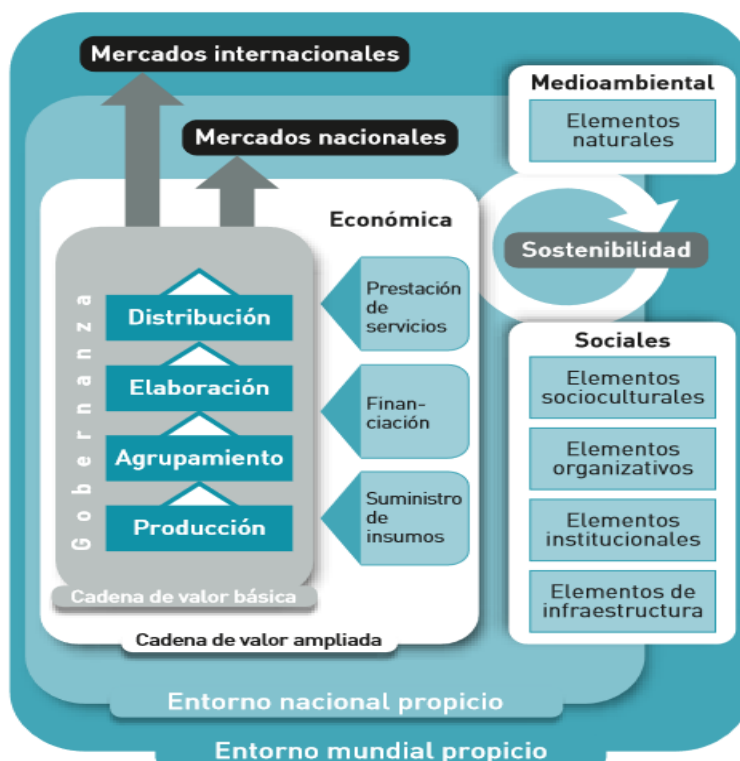 Mercados internacionales
Mercados nacionales
Medioambiental
Elementos
naturales
Sostenibilidad
Económica
Gobernanza
Distribución
Elaboración
Agrupamiento
Producción
Cadena de valor básica
Prestación
de
servicios
Finan-
ciación
Suministro
de
insumos
Cadena de valor ampliada
Sociales
Elementos
socioculturales
Elementos
organizativos
Elementos
institucionales
Elementos de
infraestructura
Entorno nacional propicio
Entorno mundial propicio